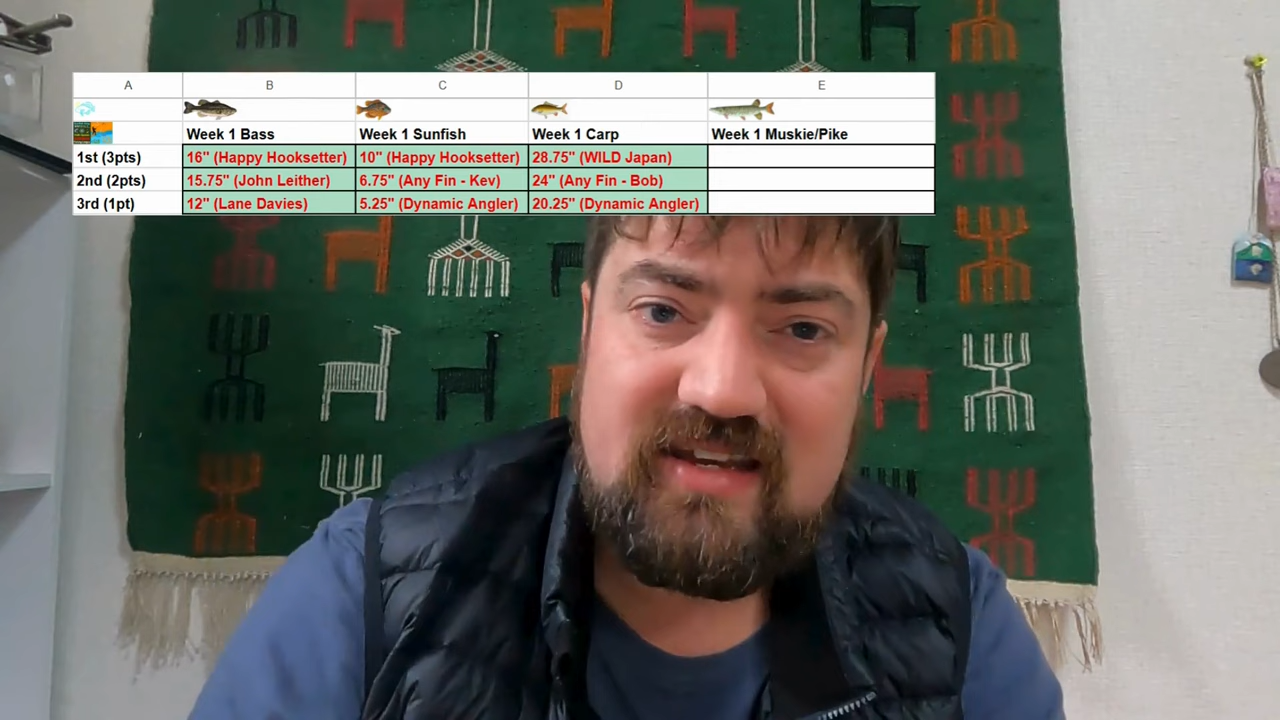 A B C D E
Week 1 Bass Week 1 Sunfish Week 1 Carp Week 1 Muskie/Pike
1st (3pts) 16" (Happy Hooksetter) 10" (Happy Hooksetter) 28.75" (WILD Japan)
2nd (2pts) 15.75" (John Leither) 6.75" (Any Fin - Kev) 24" (Any Fin - Bob)
3rd (1pt) 12" (Lane Davies) 5.25" (Dynamic Angler) 20.25" (Dynamic Angler)